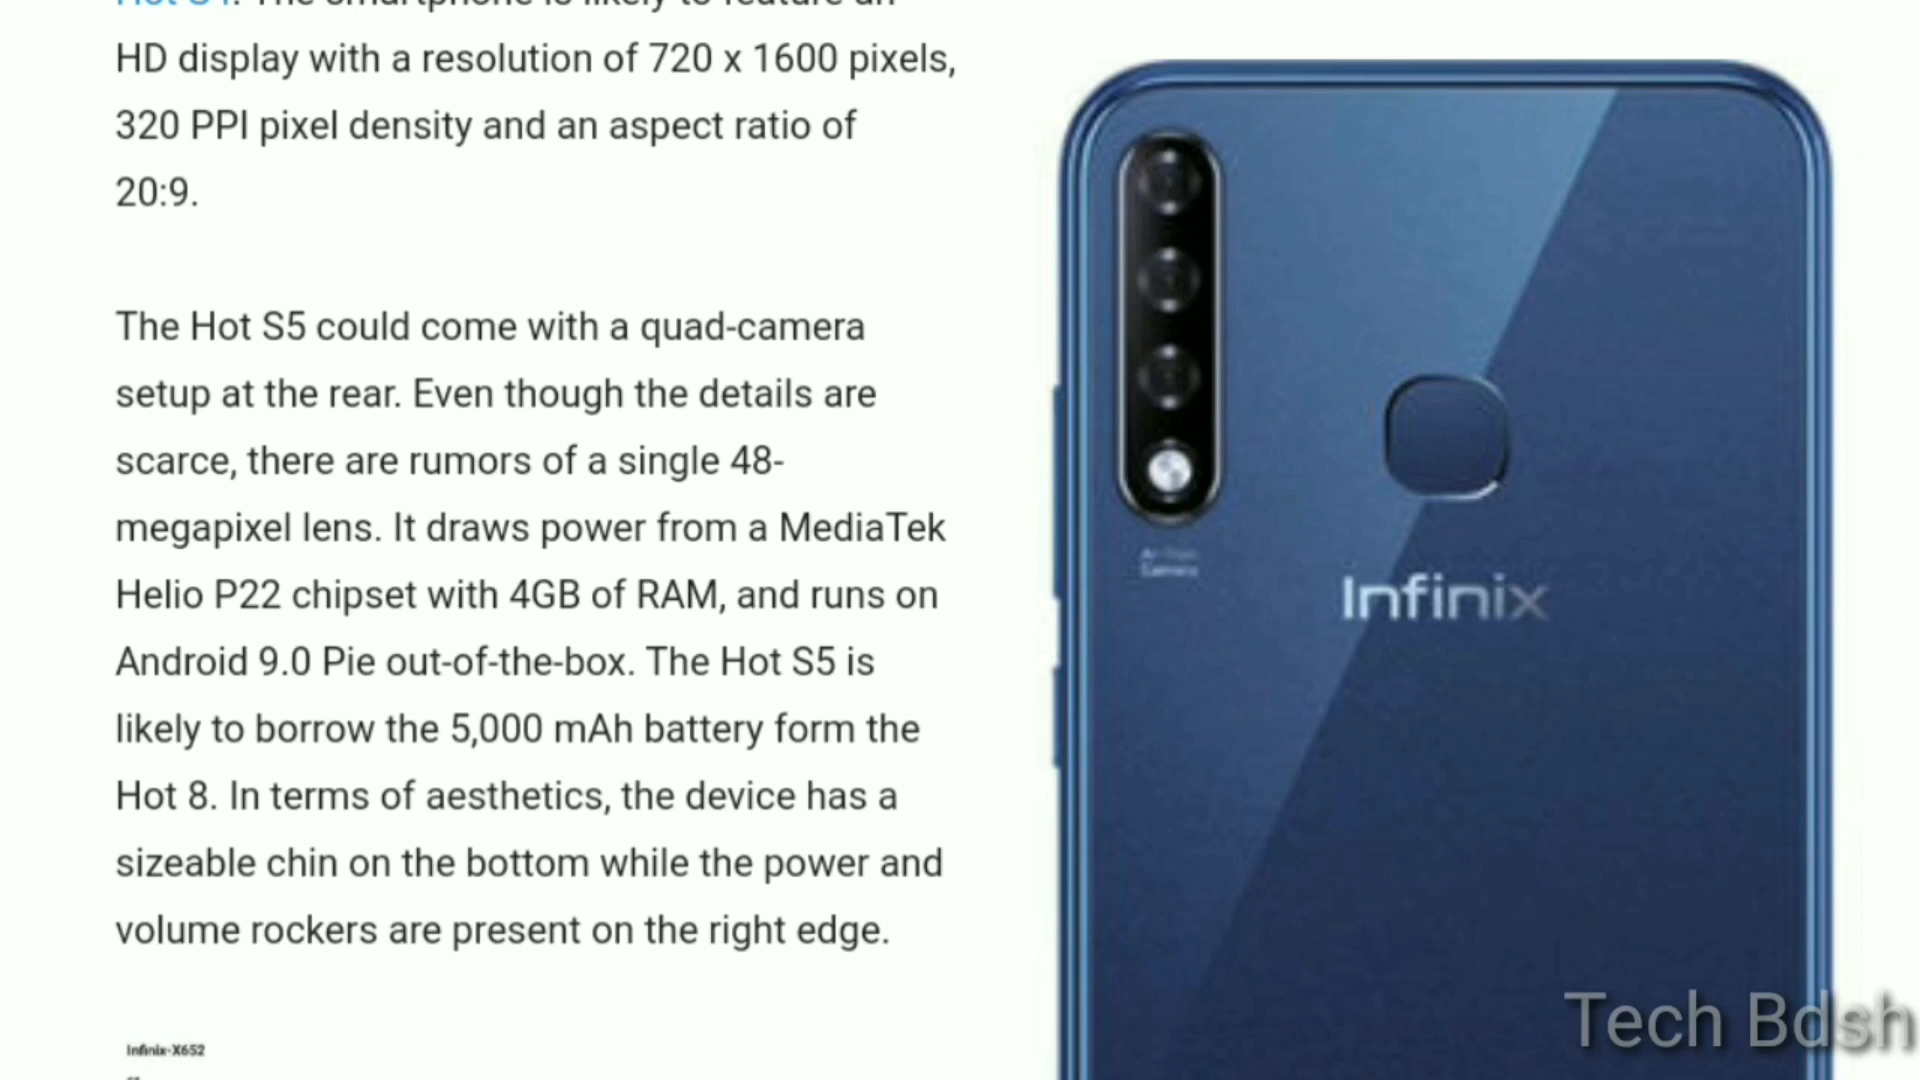 HD display with a resolution of 720 x 1600 pixels,
320 PPI pixel density and an aspect ratio of
20:9.
The Hot S5 could come with a quad-camera
setup at the rear. Even though the details are
scarce, there are rumors of a single 48-
megapixel lens. It draws power from a MediaTek
Helio P22 chipset with 4GB of RAM, and runs on
Android 9.0 Pie out-of-the-box. The Hot S5 is
likely to borrow the 5,000 mAh battery form the
Hot 8. In terms of aesthetics, the device has a
sizeable chin on the bottom while the power and
volume rockers are present on the right edge.
Infinix-X652
Camera
Infinix
Tech Bdsh